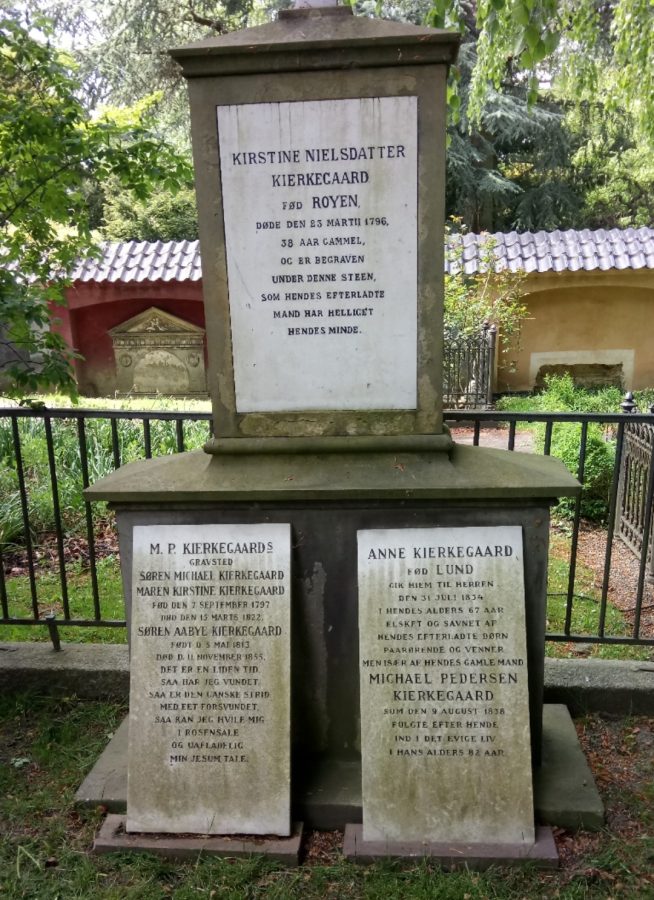 KIRSTINE NIELSDATTER
KIERKEGAARD
FØD ROYEN,
DØDE DEN 23 MARTII 1796,
38 AAR GAMMEL,
OG ER BEGRAVEN
UNDER DENNE STEEN,
SOM HENDES EFTERLADTE
MAND HAR HELLIGET
HENDES MINDE.
M. P. KIERKEGAARDS
GRAVSTED
SØREN MICHAEL KIERKEGAARD
MAREN KIRSTINE KIERKEGAARD
FØD DEN 7 SEPTEMBER 1797
DØD DEN 15 MARTS 1822.
SØREN AABYE KIERKEGAARD
FØDT D 5 MAI 1813
DØD D. 11 NOVEMBER 1855.
DET ER EN LIDEN TID,
SAA HAR JEG VUNDET,
SAA ER DEN GANSKE STRID
MED EET FORSVUNDET,
SAA KAN JEG HVILE MIG
I ROSENSALE
OG UAFLADELIG
MIN JESUM TALE.
ANNE KIERKEGAARD
FØD LUND
GIK HIEM TIL HERREN
DEN 31 JULI 1834
I HENDES ALDERS 67 AAR
ELSKET OG SAVNET AF
HENDES EFTERLADTE BØRN
PAARØRENDE OG VENNER
MEN ISÆR AF HENDES GAMLE MAND
MICHAEL PEDERSEN
KIERKEGAARD
SOM DEN 9 AUGUST 1838
FULGTE EFTER HENDE
IND I DET EVIGE LIV
I HANS ALDERS 82 AAR